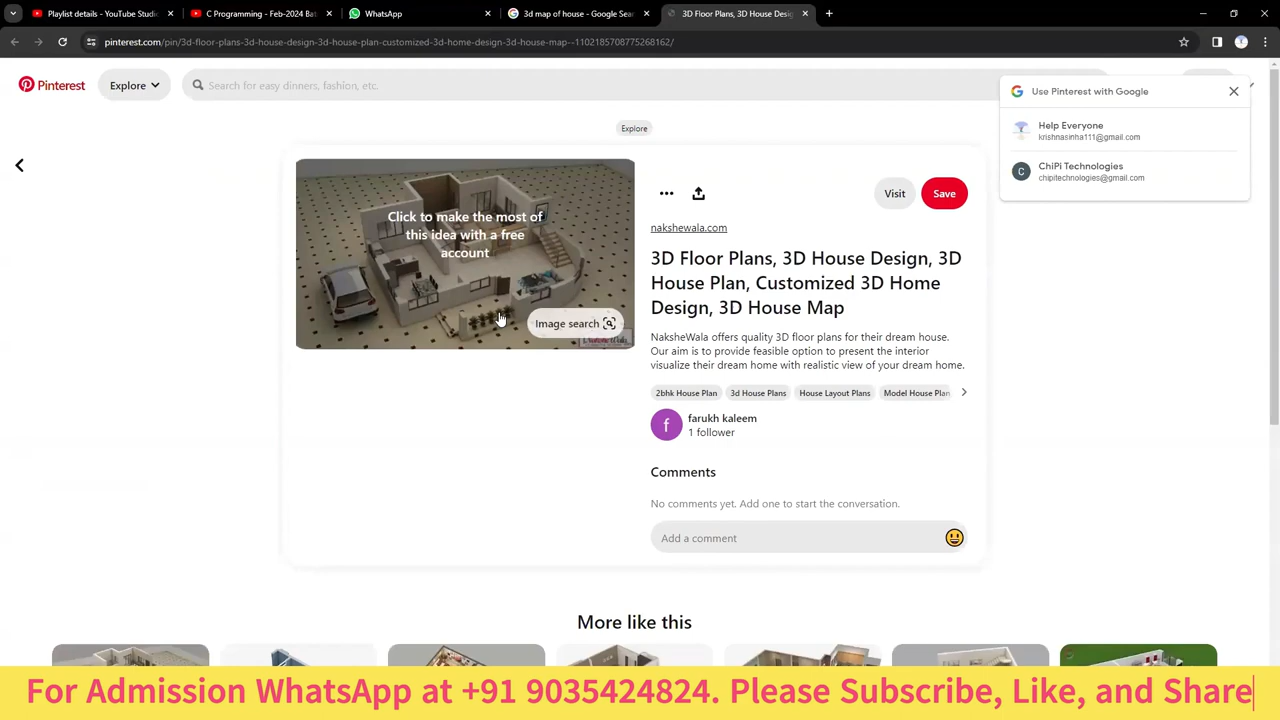 Playlist details - YouTube Studi
C Programming - Feb-2024 Bat
WhatsApp
3d map of house - Google Sea
3D Floor Plans, 3D House Desig
pinterest.com/pin/3d-floor-plans-3d-house-design-3d-house-plan-customized-3d-home-design-3d-house-map--1102185708775268162/
Pinterest
Explore
Search for easy dinners, fashion, etc.
Use Pinterest with Google
Help Everyone
krishnasinha111@gmail.com
C
ChiPi Technologies
chipitechnologies@gmail.com
Explore
Click to make the most of
this idea with a free
account
Image search
Visit
Save
nakshewala.com
3D Floor Plans, 3D House Design, 3D
House Plan, Customized 3D Home
Design, 3D House Map
NaksheWala offers quality 3D floor plans for their dream house.
Our aim is to provide feasible option to present the interior
visualize their dream home with realistic view of your dream home.
2bhk House Plan
3d House Plans
House Layout Plans
Model House Plan
f
farukh kaleem
1 follower
Comments
No comments yet. Add one to start the conversation.
Add a comment
More like this
For Admission WhatsApp at +91 9035424824. Please Subscribe, Like, and Share